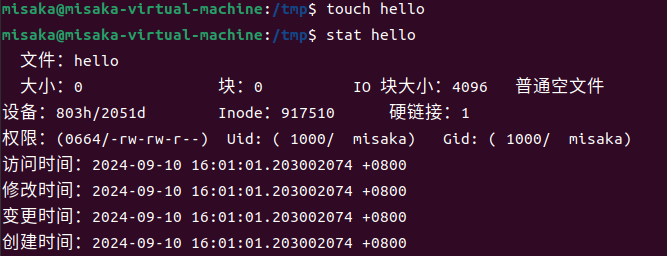 misaka@misaka-virtual-machine:/tmp$ touch hello
misaka@misaka-virtual-machine:/tmp$ stat hello
文件：hello
大小：0 块：0 IO 块大小：4096 普通空文件
设备：803h/2051d Inode：917510 硬链接：1
权限：(0664/-rw-rw-r--) Uid：( 1000/ misaka) Gid：( 1000/ misaka)
访问时间：2024-09-10 16:01:01.203002074 +0800
修改时间：2024-09-10 16:01:01.203002074 +0800
变更时间：2024-09-10 16:01:01.203002074 +0800
创建时间：2024-09-10 16:01:01.203002074 +0800